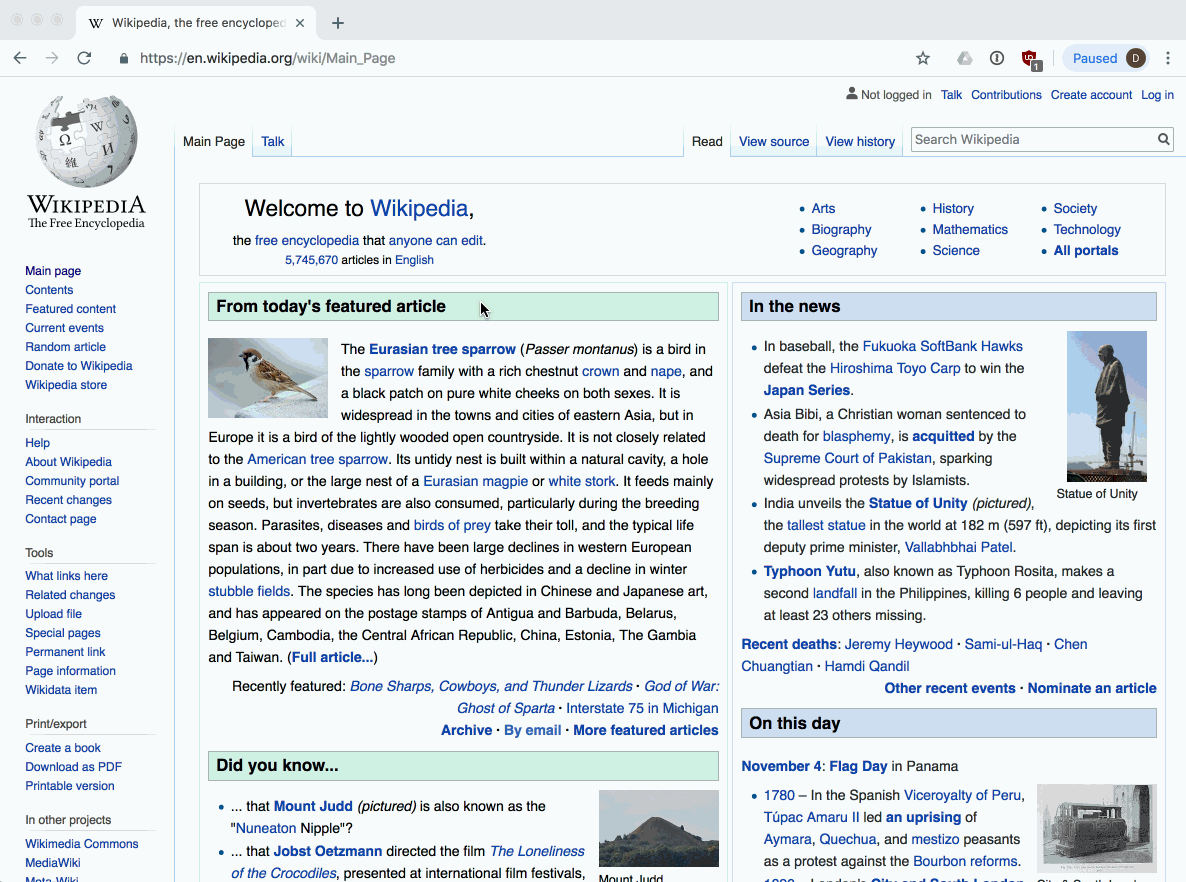 Wikipedia, the free encycloped
https://en.wikipedia.org/wiki/Main_Page
1
Paused
D
Not logged in Talk Contributions Create account Log in
Main Page Talk
Read View source View history
Search Wikipedia
WIKIPEDIA
The Free Encyclopedia
Main page
Contents
Featured content
Current events
Random article
Donate to Wikipedia
Wikipedia store
Interaction
Help
About Wikipedia
Community portal
Recent changes
Contact page
Tools
What links here
Related changes
Upload file
Special pages
Permanent link
Page information
Wikidata item
Print/export
Create a book
Download as PDF
Printable version
In other projects
Wikimedia Commons
MediaWiki
Meta-Wiki
Welcome to Wikipedia,
the free encyclopedia that anyone can edit.
5,745,670 articles in English
Arts
Biography
Geography
History
Mathematics
Science
Society
Technology
All portals
From today's featured article
The Eurasian tree sparrow (Passer montanus) is a bird in
the sparrow family with a rich chestnut crown and nape, and
a black patch on pure white cheeks on both sexes. It is
widespread in the towns and cities of eastern Asia, but in
Europe it is a bird of the lightly wooded open countryside. It is not closely related
to the American tree sparrow. Its untidy nest is built within a natural cavity, a hole
in a building, or the large nest of a Eurasian magpie or white stork. It feeds mainly
on seeds, but invertebrates are also consumed, particularly during the breeding
season. Parasites, diseases and birds of prey take their toll, and the typical life
span is about two years. There have been large declines in western European
populations, in part due to increased use of herbicides and a decline in winter
stubble fields. The species has long been depicted in Chinese and Japanese art,
and has appeared on the postage stamps of Antigua and Barbuda, Belarus,
Belgium, Cambodia, the Central African Republic, China, Estonia, The Gambia
and Taiwan. (Full article...)
Recently featured: Bone Sharps, Cowboys, and Thunder Lizards · God of War:
Ghost of Sparta · Interstate 75 in Michigan
Archive · By email · More featured articles
Did you know...
... that Mount Judd (pictured) is also known as the
"Nuneaton Nipple"?
... that Jobst Oetzmann directed the film The Loneliness
of the Crocodiles, presented at international film festivals,
Mount Judd
In the news
In baseball, the Fukuoka SoftBank Hawks
defeat the Hiroshima Toyo Carp to win the
Japan Series.
Asia Bibi, a Christian woman sentenced to
death for blasphemy, is acquitted by the
Supreme Court of Pakistan, sparking
widespread protests by Islamists.
Statue of Unity
India unveils the Statue of Unity (pictured),
the tallest statue in the world at 182 m (597 ft), depicting its first
deputy prime minister, Vallabhbhai Patel.
Typhoon Yutu, also known as Typhoon Rosita, makes a
second landfall in the Philippines, killing 6 people and leaving
at least 23 others missing.
Recent deaths: Jeremy Heywood · Sami-ul-Haq · Chen
Chuangtian · Hamdi Qandil
Other recent events · Nominate an article
On this day
November 4: Flag Day in Panama
1780 – In the Spanish Viceroyalty of Peru,
Túpac Amaru II led an uprising of
Aymara, Quechua, and mestizo peasants
as a protest against the Bourbon reforms.